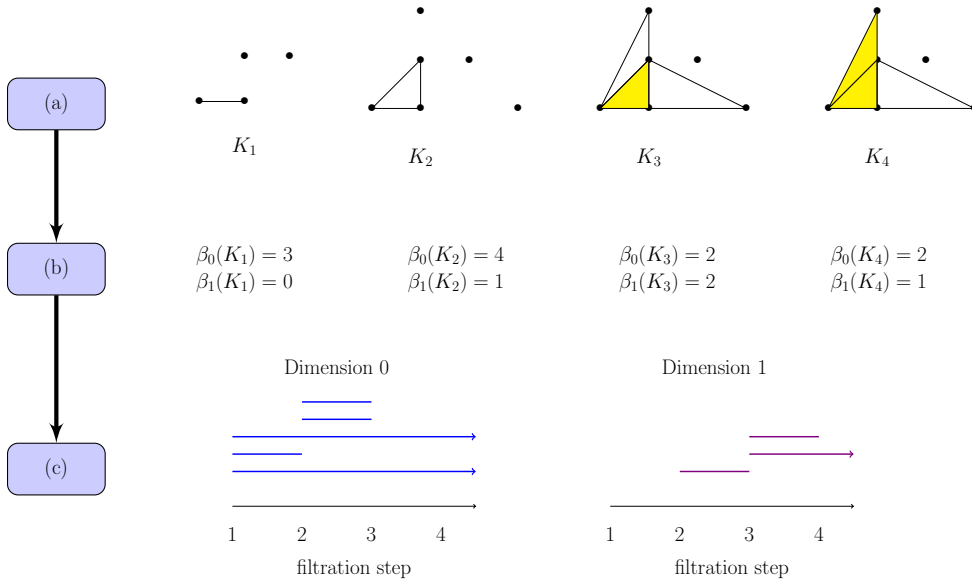 (a)
K₁
K₂
K₃
K₄
(b)
β₀(K₁) = 3
β₁(K₁) = 0
β₀(K₂) = 4
β₁(K₂) = 1
β₀(K₃) = 2
β₁(K₃) = 2
β₀(K₄) = 2
β₁(K₄) = 1
(c)
Dimension 0
1 2 3 4
filtration step
Dimension 1
1 2 3 4
filtration step